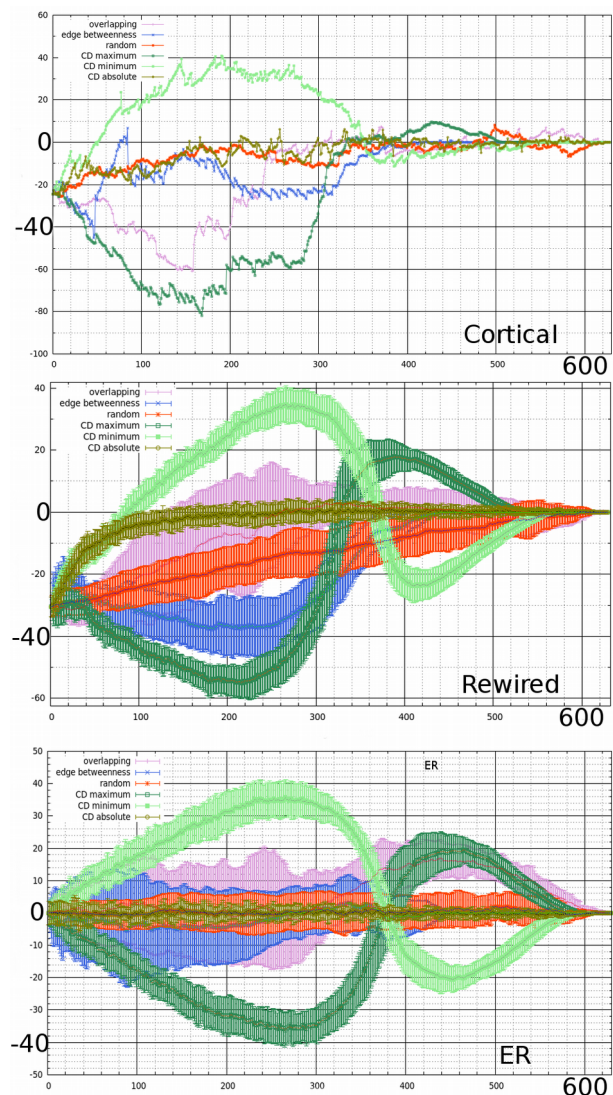 60
overlapping
edge betweenness
random
CD maximum
CD minimum
CD absolute
40
20
0
-20
-40
-60
-80
-100
Cortical
0 100 200 300 400 500 600
40
overlapping
edge betweenness
random
CD maximum
CD minimum
CD absolute
20
0
-20
-40
-60
Rewired
0 100 200 300 400 500 600
50
overlapping
edge betweenness
random
CD maximum
CD minimum
CD absolute
ER
40
30
20
10
0
-10
-20
-30
-40
-50
ER
0 100 200 300 400 500 600